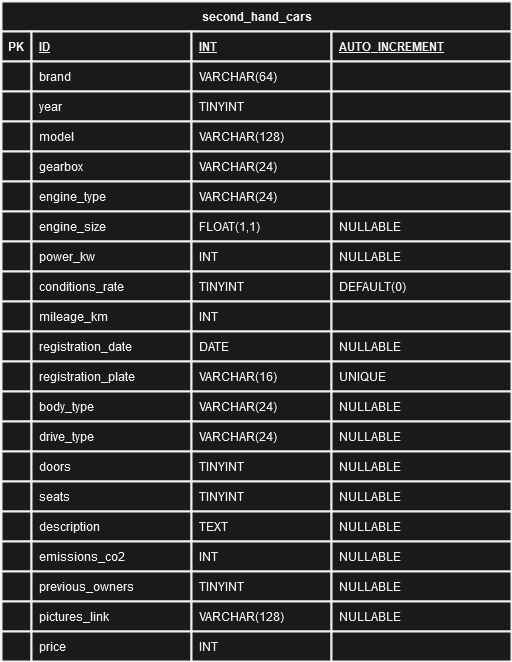 second_hand_cars
PK ID INT AUTO_INCREMENT
brand VARCHAR(64)
year TINYINT
model VARCHAR(128)
gearbox VARCHAR(24)
engine_type VARCHAR(24)
engine_size FLOAT(1,1) NULLABLE
power_kw INT NULLABLE
conditions_rate TINYINT DEFAULT(0)
mileage_km INT
registration_date DATE NULLABLE
registration_plate VARCHAR(16) UNIQUE
body_type VARCHAR(24) NULLABLE
drive_type VARCHAR(24) NULLABLE
doors TINYINT NULLABLE
seats TINYINT NULLABLE
description TEXT NULLABLE
emissions_co2 INT NULLABLE
previous_owners TINYINT NULLABLE
pictures_link VARCHAR(128) NULLABLE
price INT